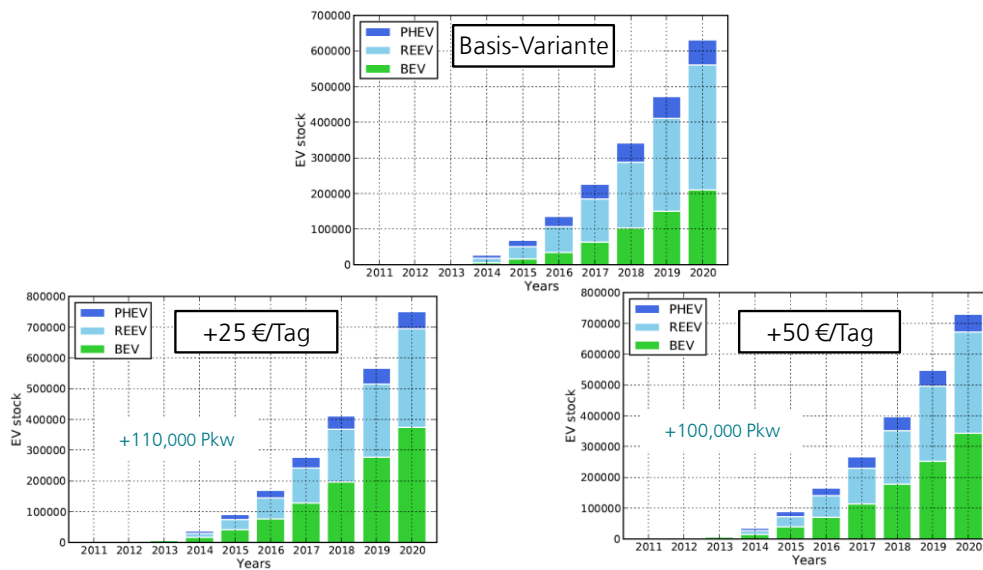 Basis-Variante
PHEV
REEV
BEV
EV stock
700000
600000
500000
400000
300000
200000
100000
0
2011 2012 2013 2014 2015 2016 2017 2018 2019 2020
Years
+25 €/Tag
PHEV
REEV
BEV
+110,000 Pkw
EV stock
800000
700000
600000
500000
400000
300000
200000
100000
0
2011 2012 2013 2014 2015 2016 2017 2018 2019 2020
Years
+50 €/Tag
PHEV
REEV
BEV
+100,000 Pkw
EV stock
800000
700000
600000
500000
400000
300000
200000
100000
0
2011 2012 2013 2014 2015 2016 2017 2018 2019 2020
Years